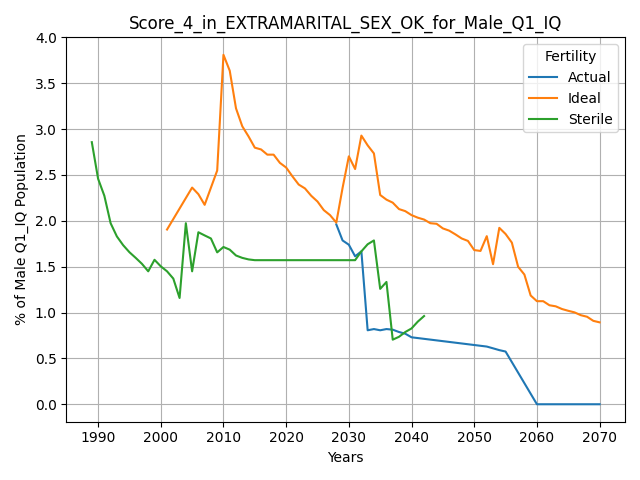 Score_4_in_EXTRAMARITAL_SEX_OK_for_Male_Q1_IQ
Fertility
Actual
Ideal
Sterile
% of Male Q1_IQ Population
4.0
3.5
3.0
2.5
2.0
1.5
1.0
0.5
0.0
1990 2000 2010 2020 2030 2040 2050 2060 2070
Years